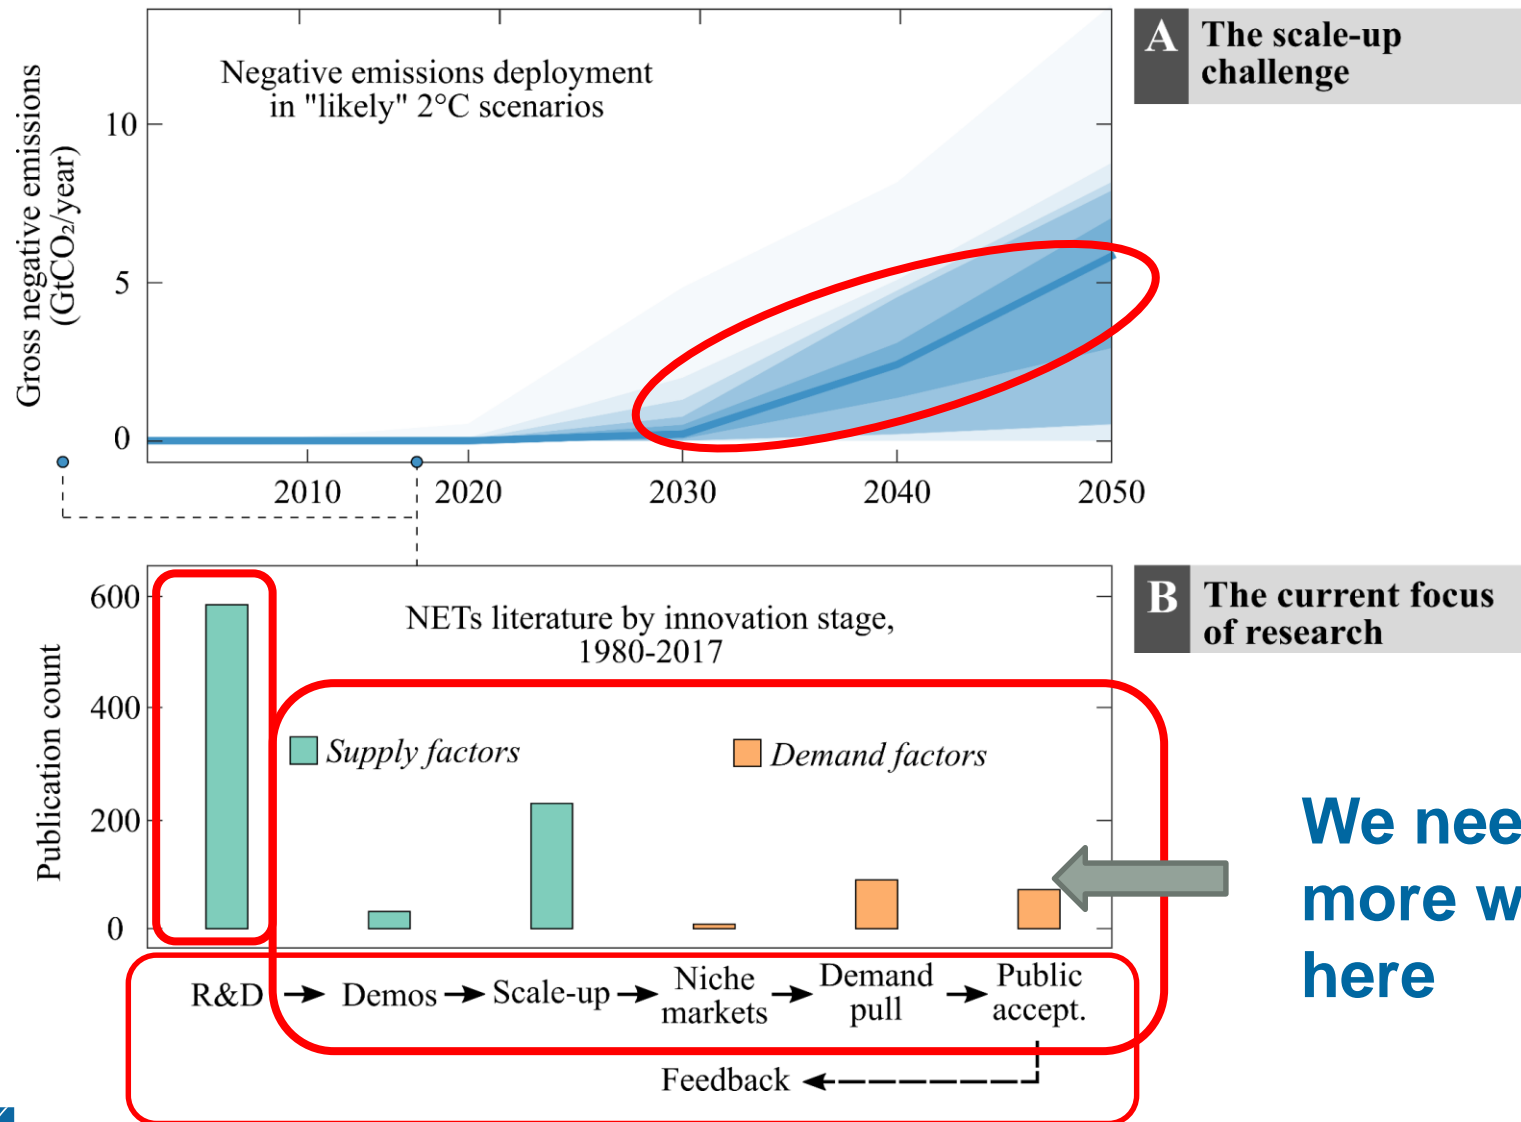 Negative emissions deployment
in "likely" 2°C scenarios
Gross negative emissions
(GtCO₂/year)
10
5
0
2010
2020
2030
2040
2050
A
The scale-up
challenge
NETs literature by innovation stage,
1980-2017
Publication count
600
400
200
0
Supply factors
Demand factors
R&D
Demos
Scale-up
Niche
markets
Demand
pull
Public
accept.
Feedback
B
The current focus
of research
We
more
here